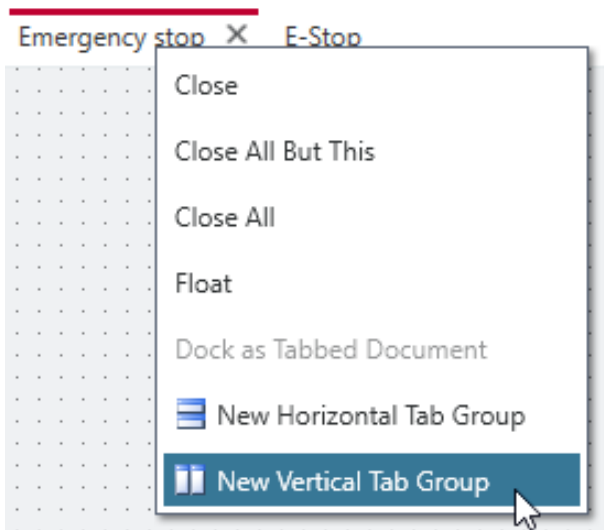 Emergency stop E-Stop
Close
Close All But This
Close All
Float
Dock as Tabbed Document
New Horizontal Tab Group
New Vertical Tab Group